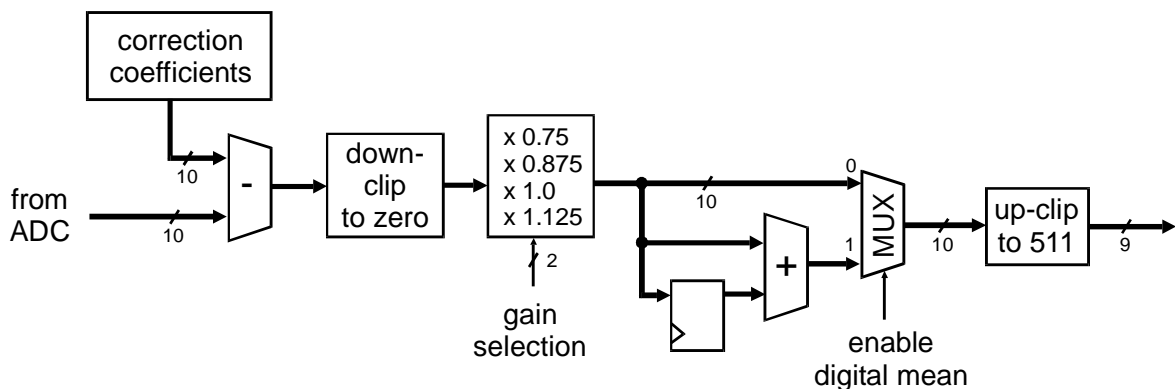 correction
coefficients
10
-
from
ADC
10
down-
clip
to zero
x 0.75
x 0.875
x 1.0
x 1.125
2
gain
selection
10
+
0
1
MUX
enable
digital mean
10
up-clip
to 511
9